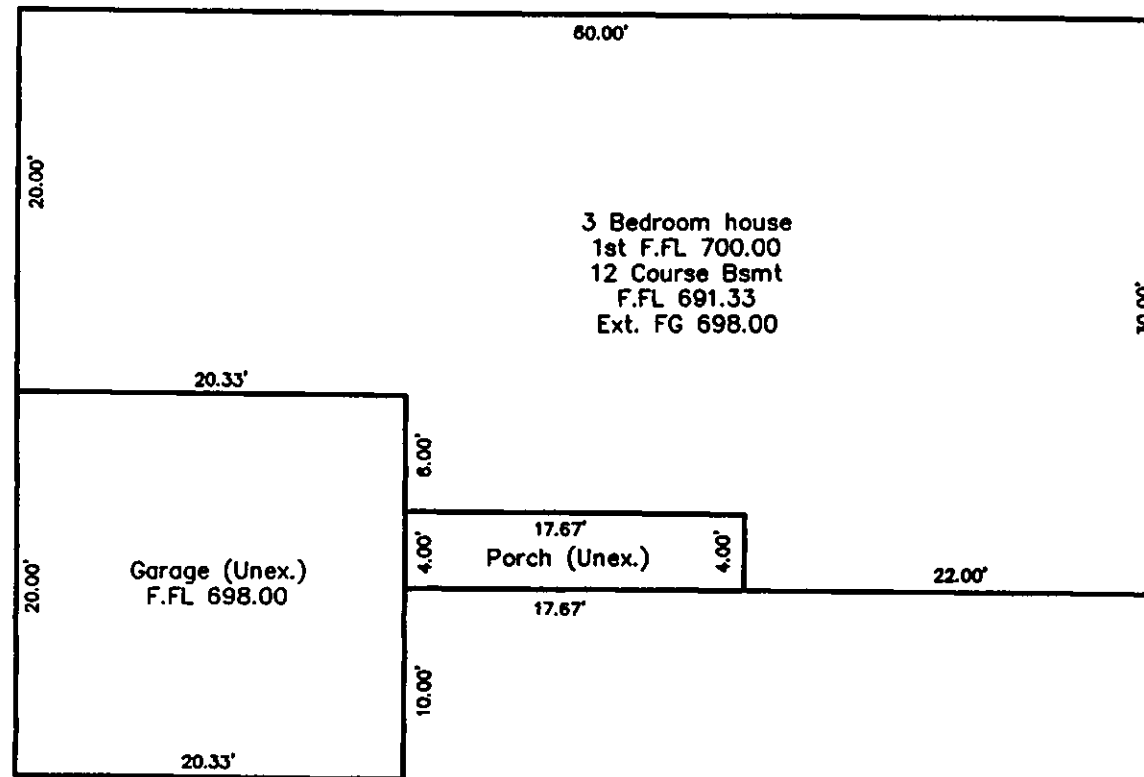 60.00'
20.00'
3 Bedroom house
1st F.FL 700.00
12 Course Bsmt
F.FL 691.33
Ext. FG 698.00
30.00'
20.33'
6.00'
17.67'
4.00'
Porch (Unex.)
4.00'
22.00'
17.67'
Garage (Unex.)
F.FL 698.00
20.00'
10.00'
20.33'